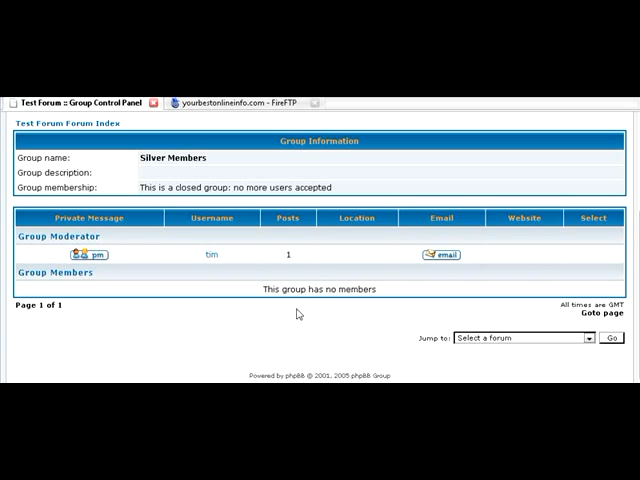 Test Forum :: Group Control Panel yourbestonlineinfo.com - FireFTP
Test Forum Forum Index
Group Information
Group name: Silver Members
Group description:
Group membership: This is a closed group: no more users accepted
Private Message Username Posts Location Email Website Select
Group Moderator
pm tim 1 email
Group Members
This group has no members
Page 1 of 1 All times are GMT
Goto page
Jump to: Select a forum Go
Powered by phpBB © 2001, 2005 phpBB Group